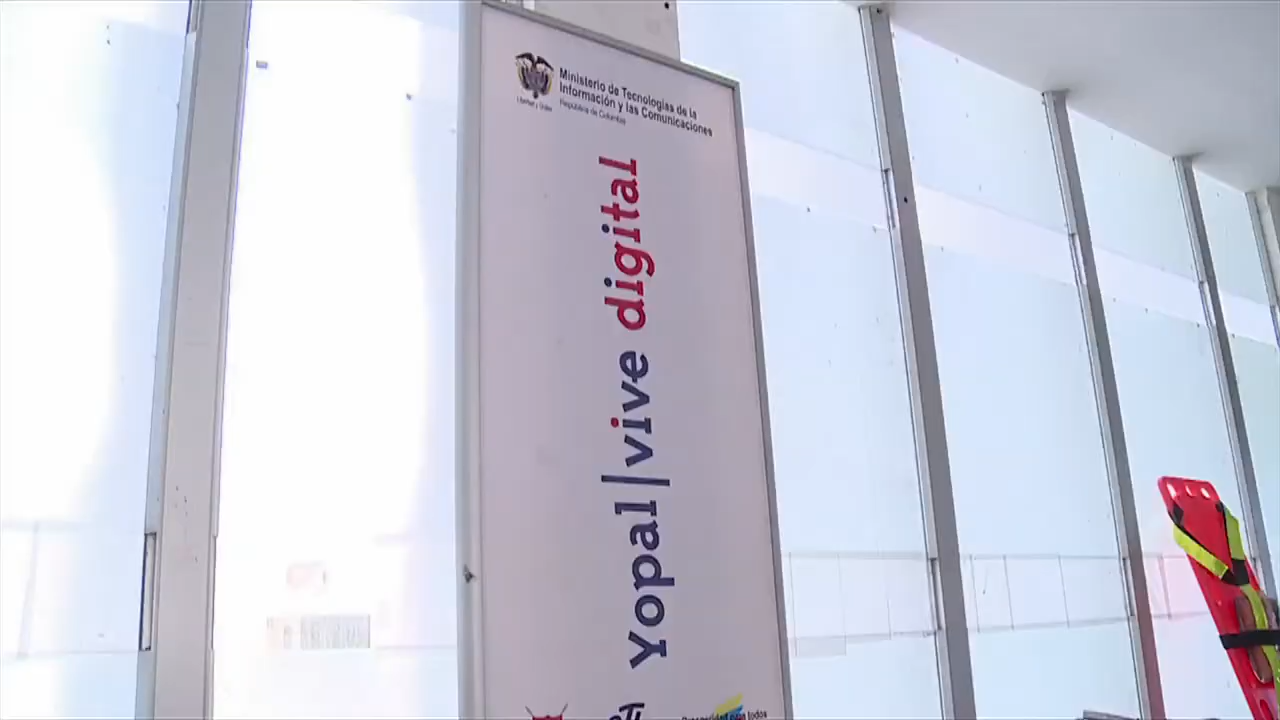 Ministerio de Tecnologías de la
Información y las Comunicaciones
Libertad y Orden
República de Colombia
Yopal|vive digital